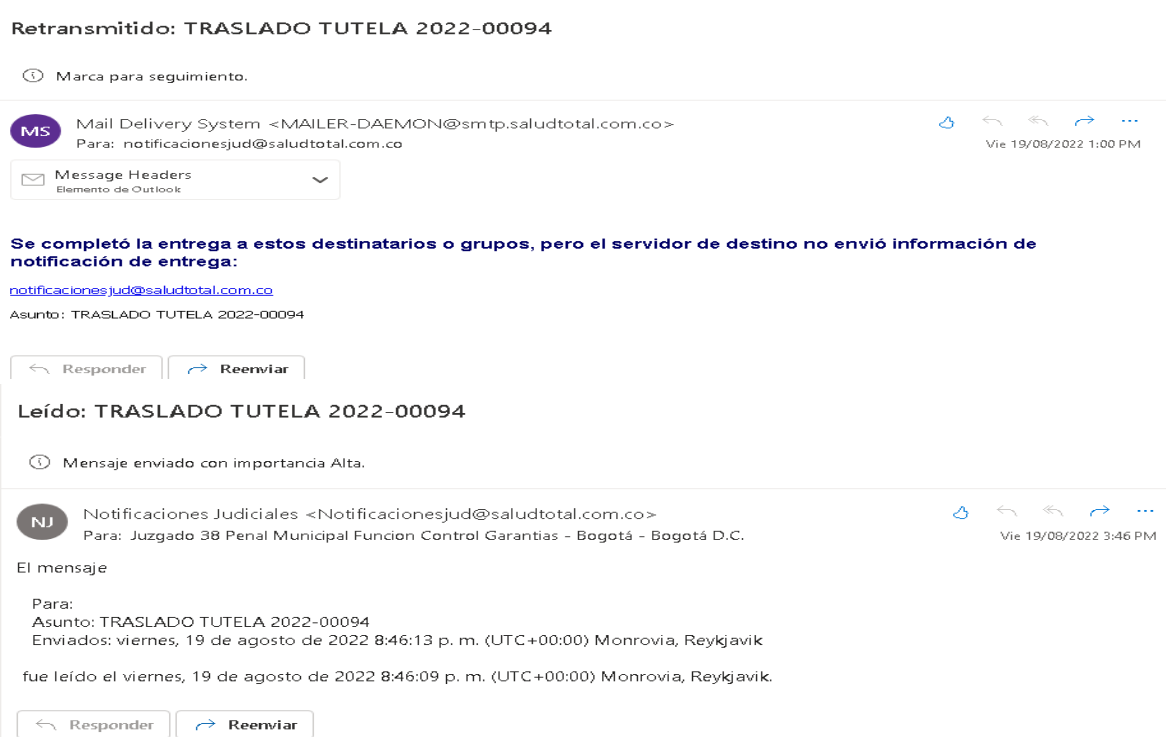 Retransmitido: TRASLADO TUTELA 2022-00094
Marca para seguimiento.
MS
Mail Delivery System <MAILER-DAEMON@smtp.saludtotal.com.co>
Para: notificacionesjud@saludtotal.com.co
Vie 19/08/2022 1:00 PM
Message Headers
Elemento de Outlook
Se completó la entrega a estos destinatarios o grupos, pero el servidor de destino no envió información de
notificación de entrega:
notificacionesjud@saludtotal.com.co
Asunto: TRASLADO TUTELA 2022-00094
Responder Reenviar
Leído: TRASLADO TUTELA 2022-00094
Mensaje enviado con importancia Alta.
NJ
Notificaciones Judiciales <Notificacionesjud@saludtotal.com.co>
Para: Juzgado 38 Penal Municipal Funcion Control Garantias - Bogotá - Bogotá D.C.
Vie 19/08/2022 3:46 PM
El mensaje
Para:
Asunto: TRASLADO TUTELA 2022-00094
Enviados: viernes, 19 de agosto de 2022 8:46:13 p. m. (UTC+00:00) Monrovia, Reykjavik
fue leído el viernes, 19 de agosto de 2022 8:46:09 p. m. (UTC+00:00) Monrovia, Reykjavik.
Responder Reenviar